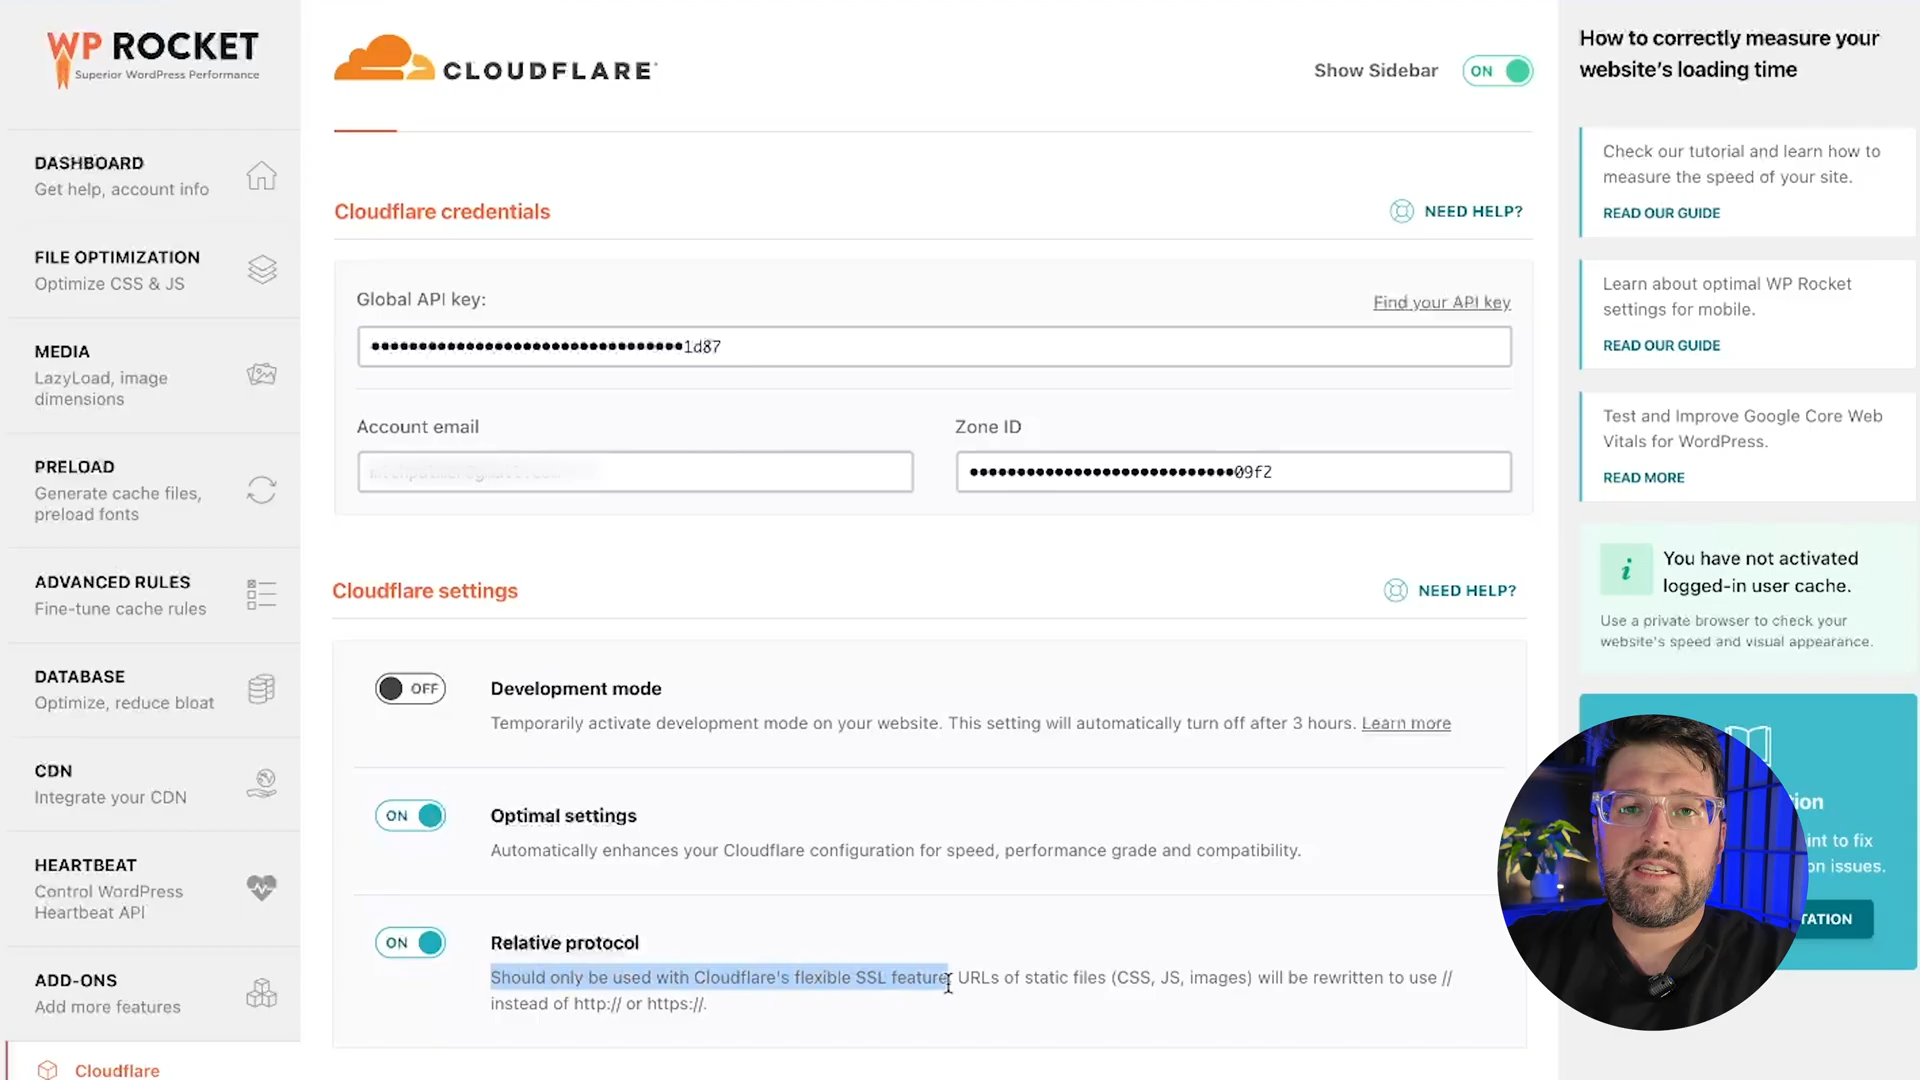 WP ROCKET
Superior WordPress Performance
DASHBOARD
Get help, account info
FILE OPTIMIZATION
Optimize CSS & JS
MEDIA
LazyLoad, image
dimensions
PRELOAD
Generate cache files,
preload fonts
ADVANCED RULES
Fine-tune cache rules
DATABASE
Optimize, reduce bloat
CDN
Integrate your CDN
HEARTBEAT
Control WordPress
Heartbeat API
ADD-ONS
Add more features
Cloudflare
CLOUDFLARE
Show Sidebar ON
Cloudflare credentials
NEED HELP?
Global API key:
Find your API key
••••••••••••••••••••••••••••••••••1d87
Account email
Zone ID
••••••••••••••••••••••••••••09f2
Cloudflare settings
NEED HELP?
OFF
Development mode
Temporarily activate development mode on your website. This setting will automatically turn off after 3 hours. Learn more
ON
Optimal settings
Automatically enhances your Cloudflare configuration for speed, performance grade and compatibility.
ON
Relative protocol
Should only be used with Cloudflare's flexible SSL feature. URLs of static files (CSS, JS, images) will be rewritten to use //
instead of http:// or https://.
How to correctly measure your
website's loading time
Check our tutorial and learn how to
measure the speed of your site.
READ OUR GUIDE
Learn about optimal WP Rocket
settings for mobile.
READ OUR GUIDE
Test and Improve Google Core Web
Vitals for WordPress.
READ MORE
i
You have not activated
logged-in user cache.
Use a private browser to check your
website's speed and visual appearance.
to fix
issues.